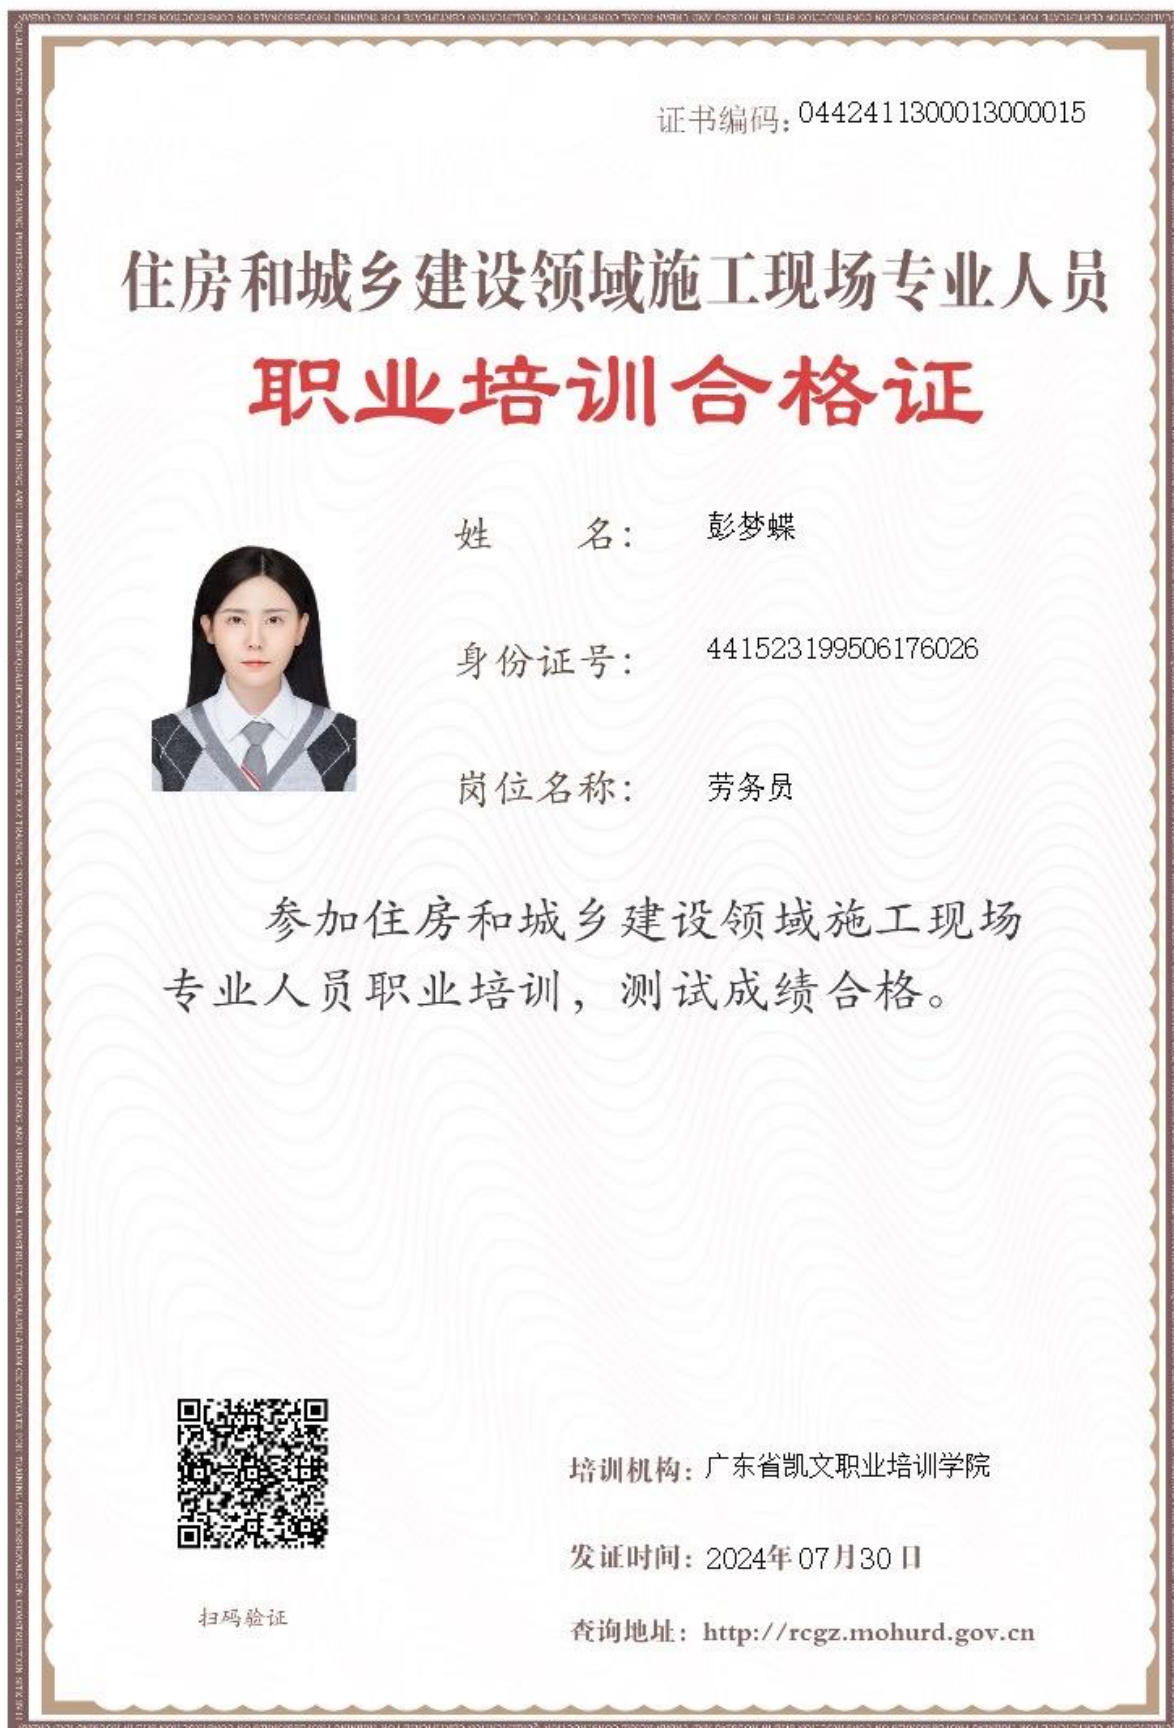 证书编码：0442411300013000015
住房和城乡建设领域施工现场专业人员
职业培训合格证
姓 名： 彭梦蝶
身份证号： 441523199506176026
岗位名称： 劳务员
参加住房和城乡建设领域施工现场
专业人员职业培训，测试成绩合格。
培训机构：广东省凯文职业培训学院
发证时间：2024年07月30日
扫码验证
查询地址：http://rcgz.mohurd.gov.cn